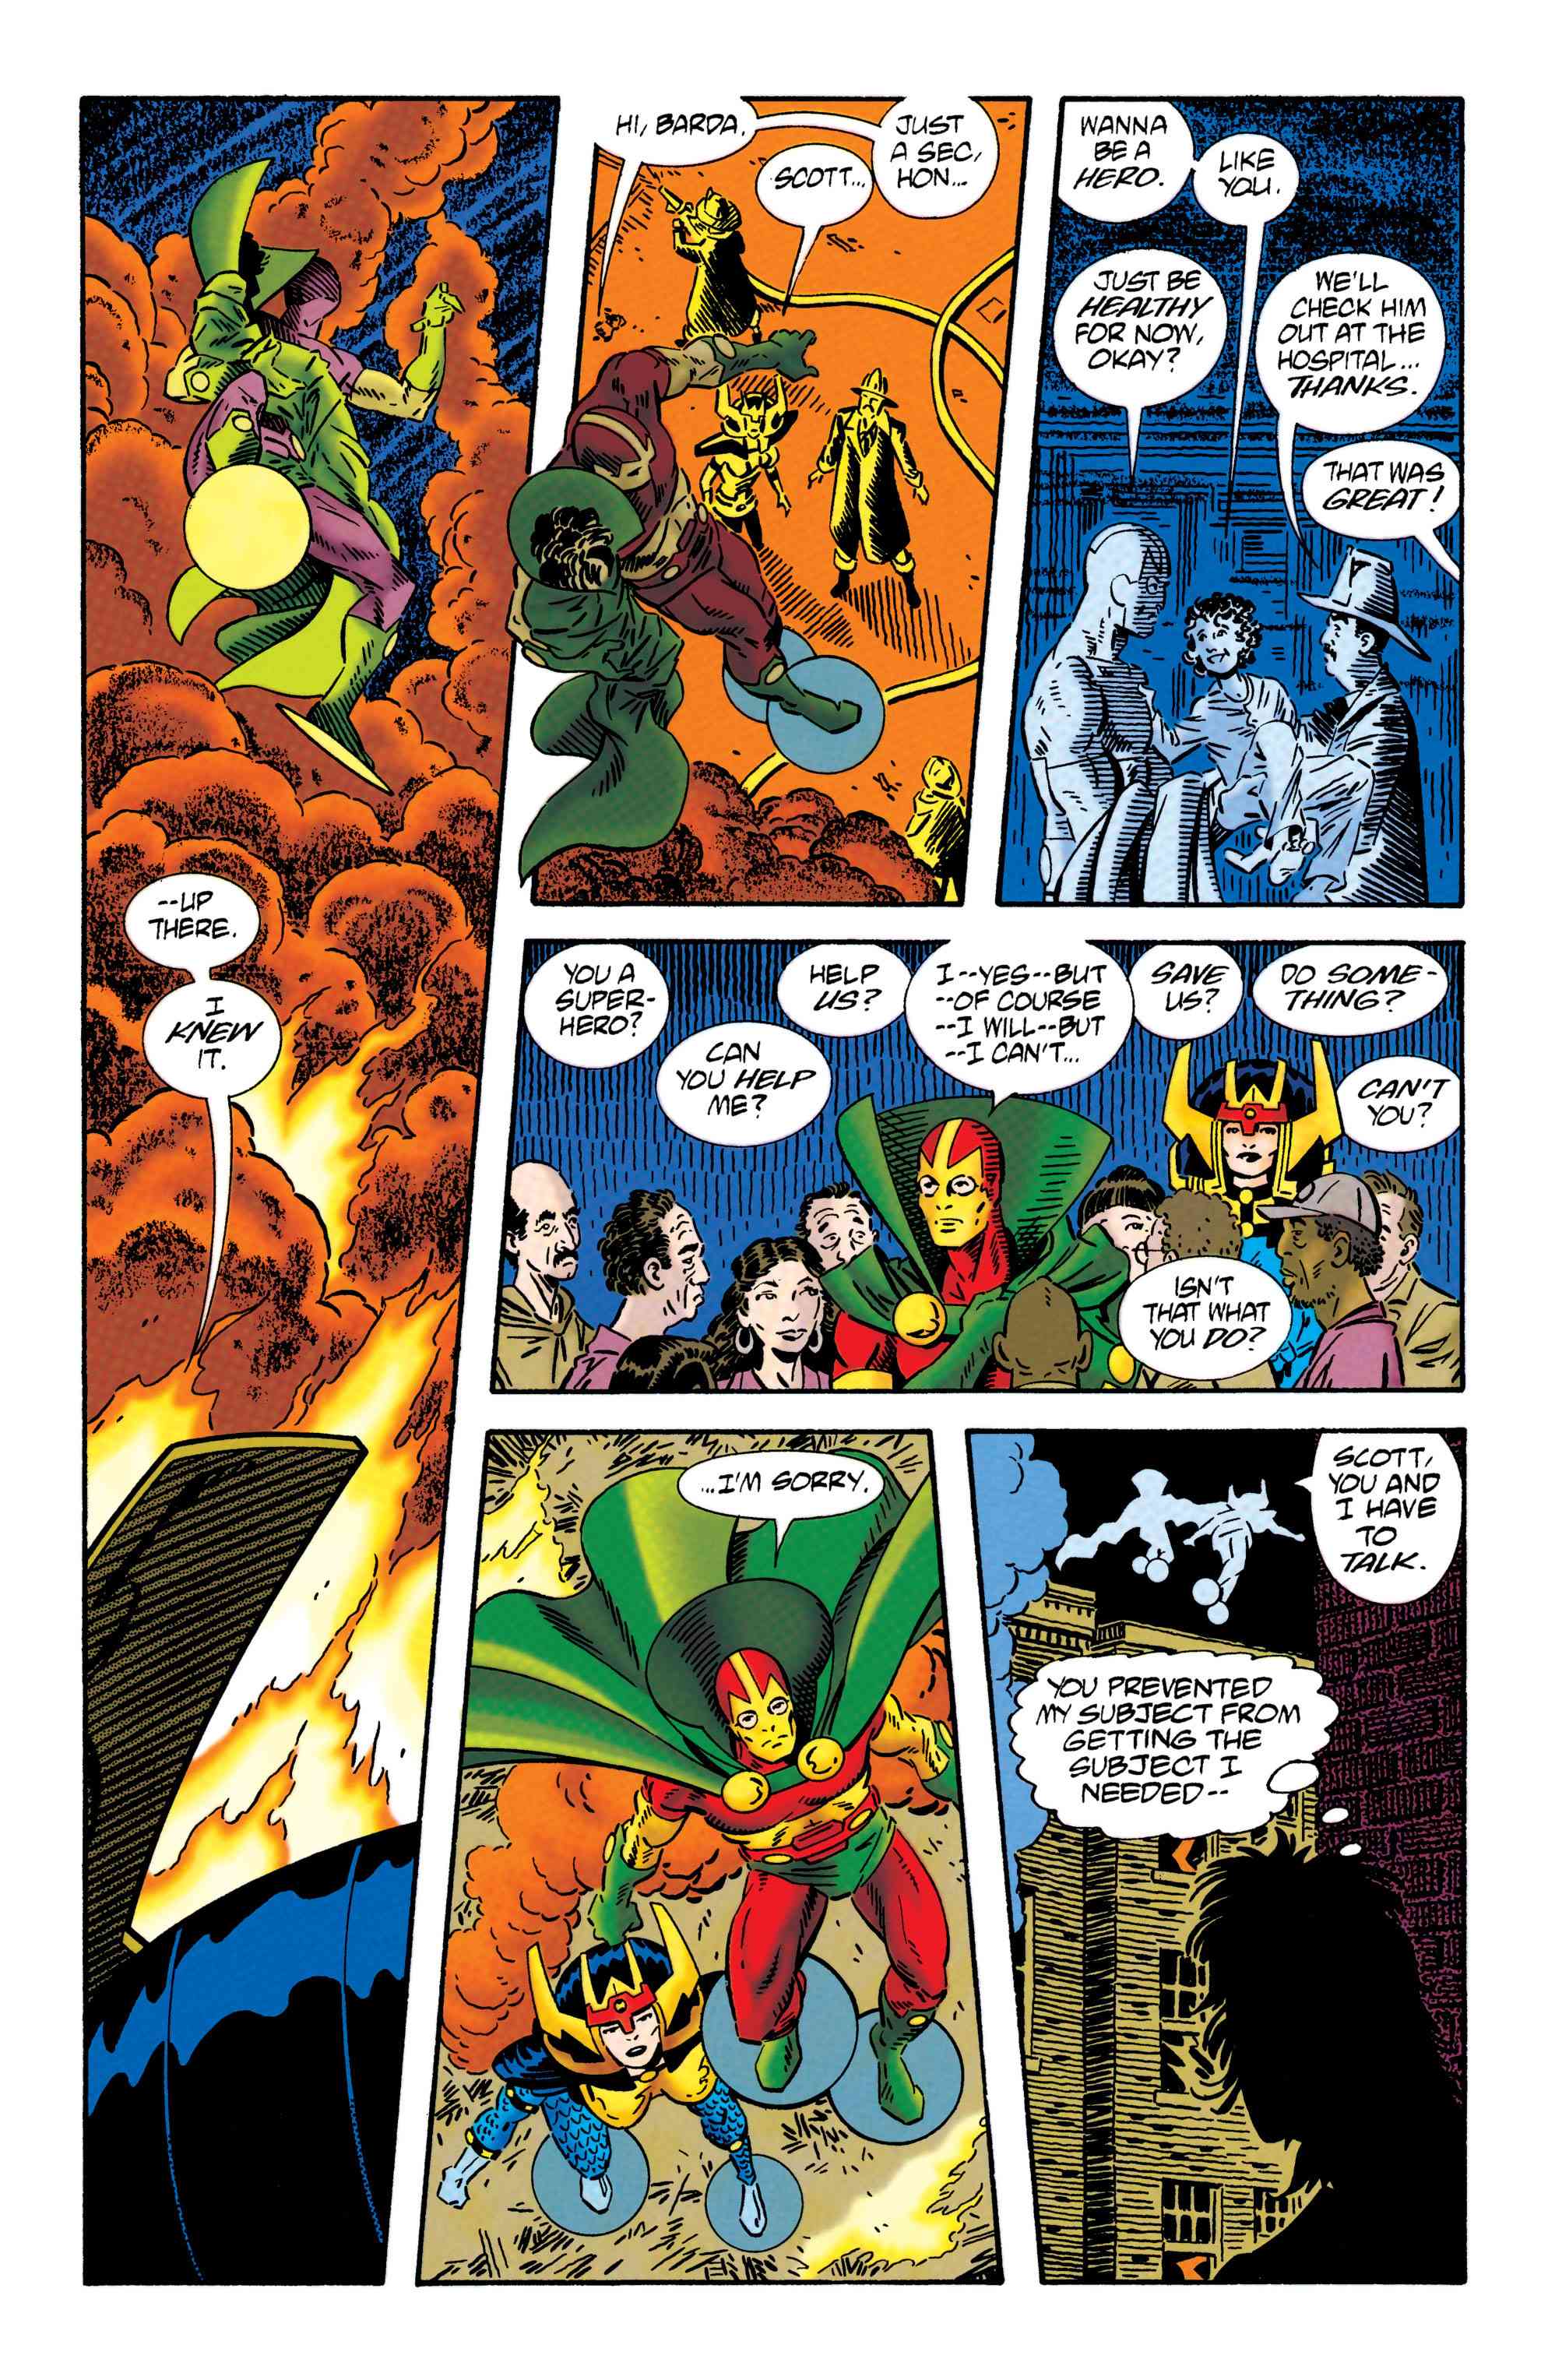 --UP
THERE.
I
KNEW
IT.
HI, BARDA.
JUST
A SEC,
HON...
SCOTT...
WANNA
BE A
HERO.
LIKE
YOU.
JUST BE
HEALTHY
FOR NOW,
OKAY?
WE'LL
CHECK HIM
OUT AT THE
HOSPITAL...
THANKS.
THAT WAS
GREAT!
YOU A
SUPER-
HERO?
CAN
YOU HELP
ME?
HELP
US?
I--YES--BUT
--OF COURSE
--I WILL--BUT
--I CAN'T...
SAVE
US?
DO SOME-
THING?
CAN'T
YOU?
ISN'T
THAT WHAT
YOU DO?
...I'M SORRY.
SCOTT,
YOU AND
I HAVE
TO
TALK.
YOU PREVENTED
MY SUBJECT FROM
GETTING THE
SUBJECT I
NEEDED--